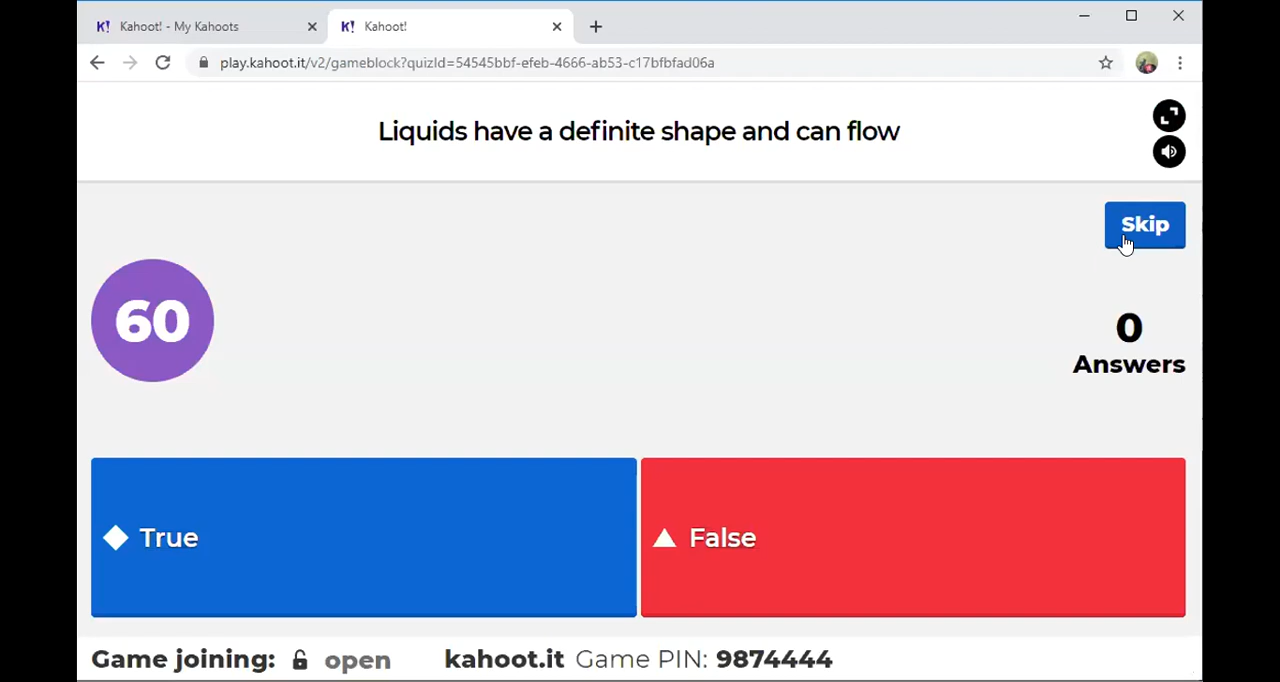 K! Kahoot! - My Kahoots
K! Kahoot!
play.kahoot.it/v2/gameblock?quizId=54545bbf-efeb-4666-ab53-c17bfbfad06a
Liquids have a definite shape and can flow
Skip
60
0
Answers
True
False
Game joining: open kahoot.it Game PIN: 9874444